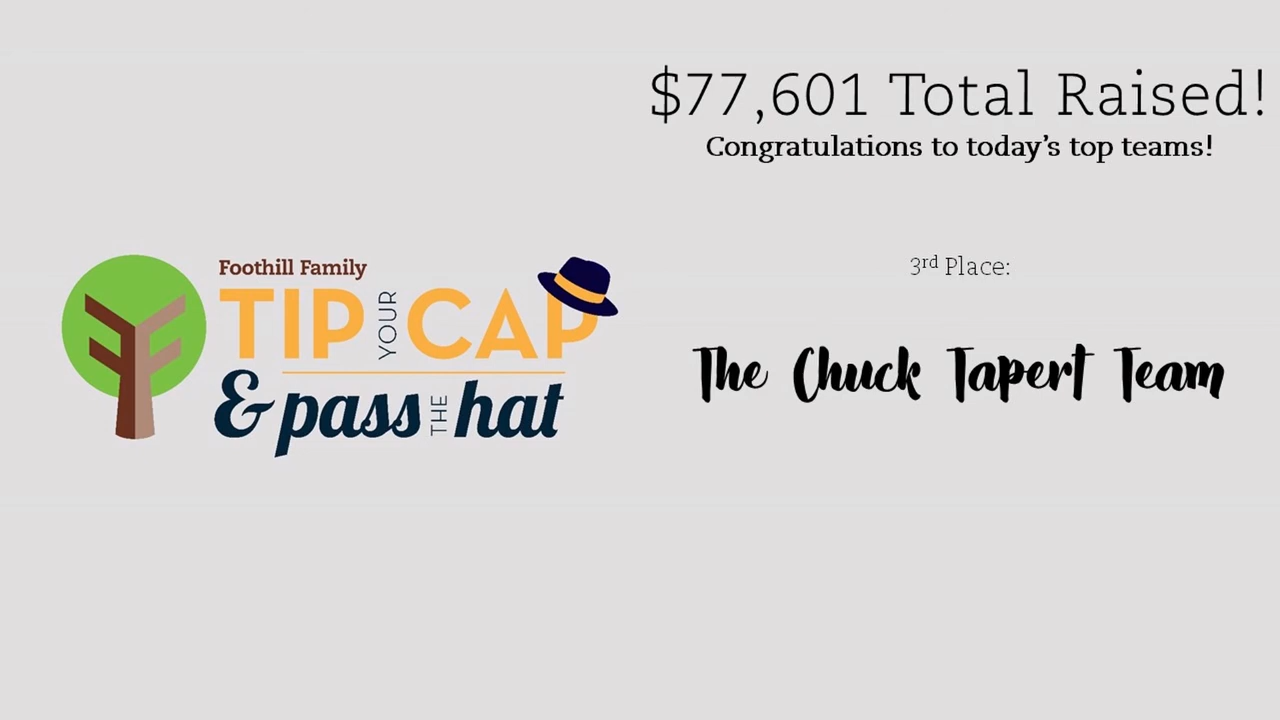 $77,601 Total Raised!
Congratulations to today's top teams!
3rd Place:
The Chuck Tapert Team
Foothill Family
TIP YOUR CAP
& pass THE hat